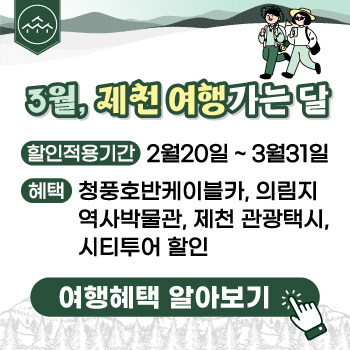 3월, 제천 여행가는 달
할인적용기간 2월20일 ~ 3월31일
혜택 청풍호반케이블카, 의림지
역사박물관, 제천 관광택시,
시티투어 할인
여행혜택 알아보기